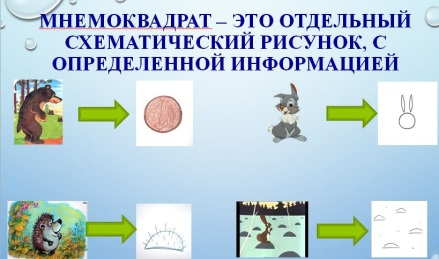 МНЕМОКВАДРАТ – ЭТО ОТДЕЛЬНЫЙ
СХЕМАТИЧЕСКИЙ РИСУНОК, С
ОПРЕДЕЛЕННОЙ ИНФОРМАЦИЕЙ